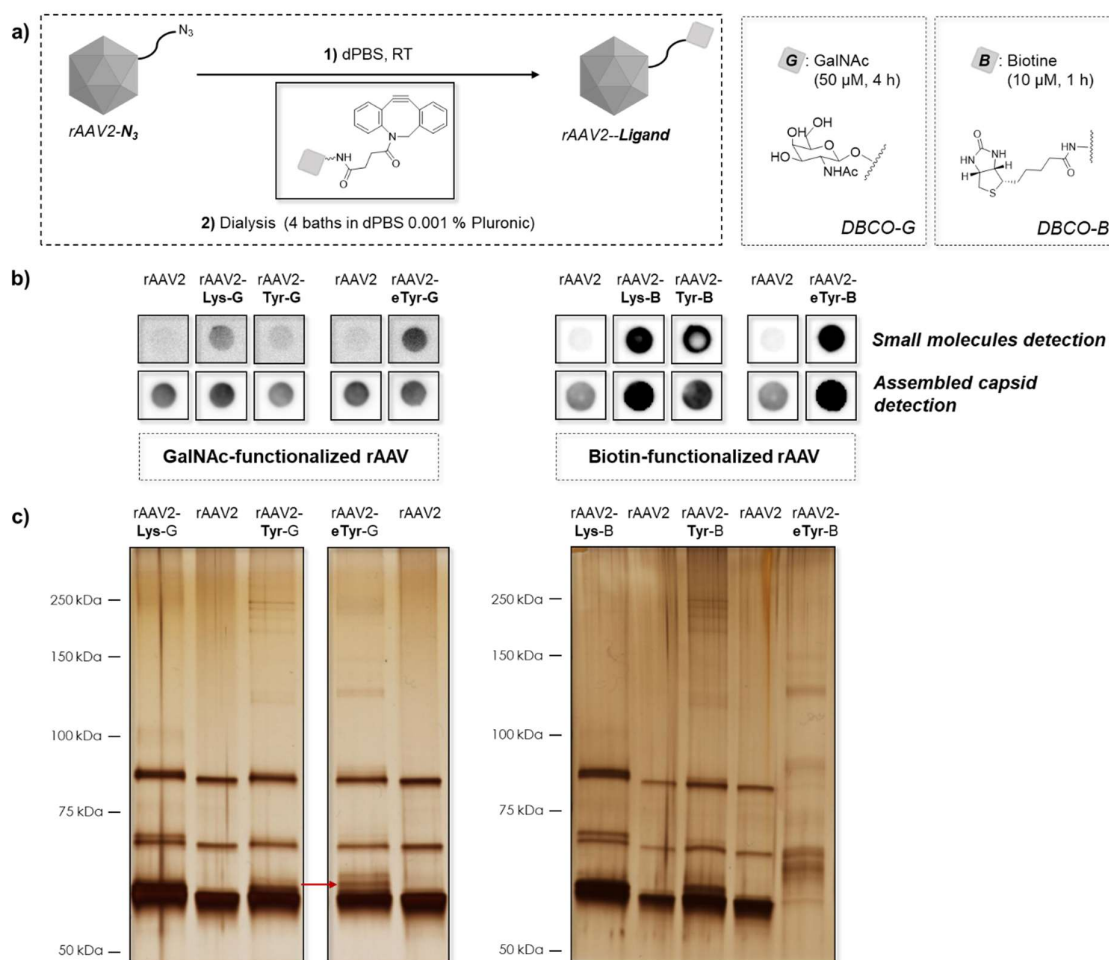 a)
N₃
rAAV2-N₃
1) dPBS, RT
N
O
NH
O
2) Dialysis (4 baths in dPBS 0.001 % Pluronic)
rAAV2--Ligand
G : GalNAc
(50 μM, 4 h)
OH
OH
HO
O
O
NHAc
DBCO-G
B : Biotine
(10 μM, 1 h)
O
HN
NH
H
H
S
NH
O
DBCO-B
b)
rAAV2
rAAV2-
Lys-G
rAAV2-
Tyr-G
rAAV2
rAAV2-
eTyr-G
rAAV2
rAAV2-
Lys-B
rAAV2-
Tyr-B
rAAV2
rAAV2-
eTyr-B
Small molecules detection
Assembled capsid
detection
GalNAc-functionalized rAAV
Biotin-functionalized rAAV
c)
rAAV2-
Lys-G
rAAV2
rAAV2-
Tyr-G
rAAV2-
eTyr-G
rAAV2
250 kDa
150 kDa
100 kDa
75 kDa
50 kDa
rAAV2-
Lys-B
rAAV2
rAAV2-
Tyr-B
rAAV2
rAAV2-
eTyr-B
250 kDa
150 kDa
100 kDa
75 kDa
50 kDa